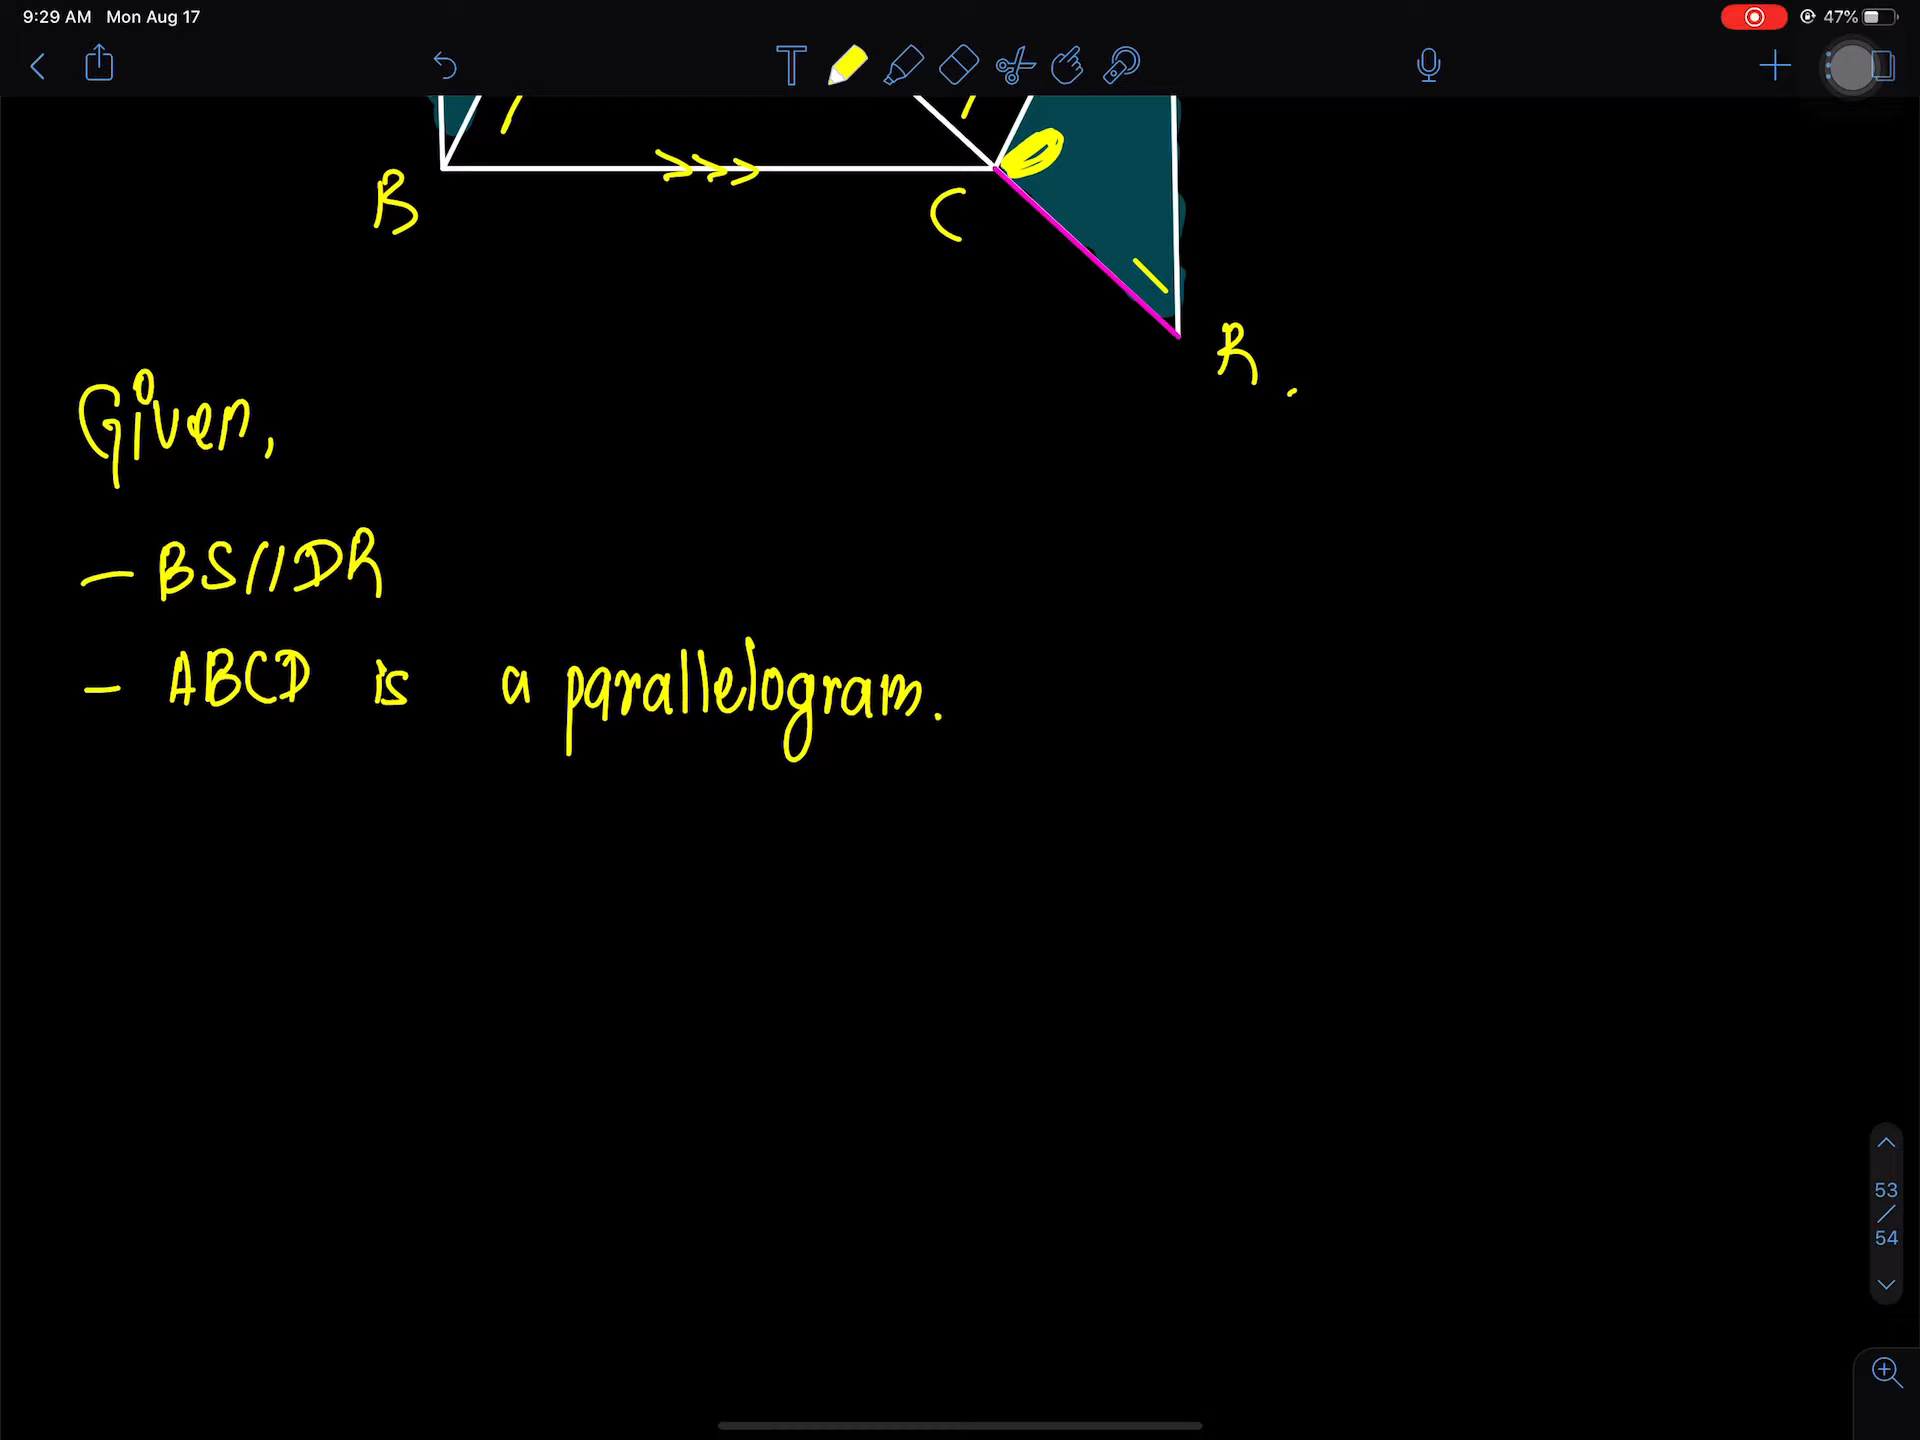 9:29 AM Mon Aug 17
47%
B
C
R.
Given,
- BS//DR
- ABCD is a parallelogram.
53
/
54